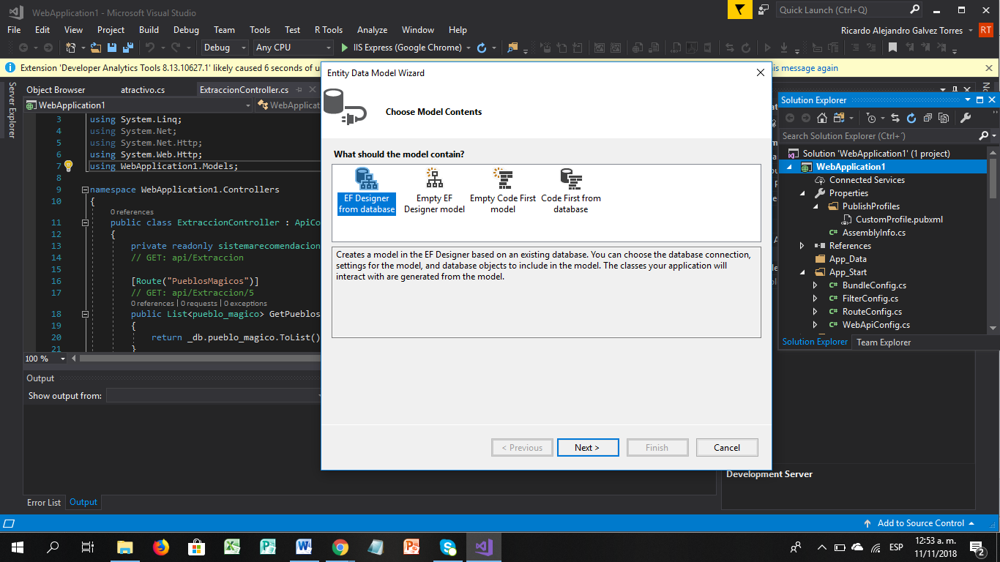 WebApplication1 - Microsoft Visual Studio
Quick Launch (Ctrl+Q)
File Edit View Project Build Debug Team Tools Test R Tools Analyze Window Help
Ricardo Alejandro Galvez Torres
RT
Debug
Any CPU
IIS Express (Google Chrome)
Extension 'Developer Analytics Tools 8.13.10627.1' likely caused 6 seconds of u
is message again
Server Explorer
Object Browser
atractivo.cs
ExtraccionController.cs
WebApplication1
WebApplicat
3 using System.Linq;
4 using System.Net;
5 using System.Net.Http;
6 using System.Web.Http;
7 using WebApplication1.Models;
8
9 namespace WebApplication1.Controllers
10 {
0 references
11 public class ExtraccionController : ApiCo
12 {
13 private readonly sistemarecomendacion
14 // GET: api/Extraccion
15
16 [Route("PueblosMagicos")]
17 // GET: api/Extraccion/5
0 references | 0 requests | 0 exceptions
18 public List<pueblo_magico> GetPueblos
19 {
20 return _db.pueblo_magico.ToList()
21 }
100 %
Output
Show output from:
Error List
Output
Entity Data Model Wizard
Choose Model Contents
What should the model contain?
EF Designer from database
Empty EF Designer model
Empty Code First model
Code First from database
Creates a model in the EF Designer based on an existing database. You can choose the database connection,
settings for the model, and database objects to include in the model. The classes your application will
interact with are generated from the model.
< Previous
Next >
Finish
Cancel
Solution Explorer
Search Solution Explorer (Ctrl+´)
Solution 'WebApplication1' (1 project)
WebApplication1
Connected Services
Properties
PublishProfiles
CustomProfile.pubxml
AssemblyInfo.cs
References
App_Data
App_Start
BundleConfig.cs
FilterConfig.cs
RouteConfig.cs
WebApiConfig.cs
Solution Explorer
Team Explorer
Development Server
Add to Source Control
ESP
12:53 a. m.
11/11/2018
2